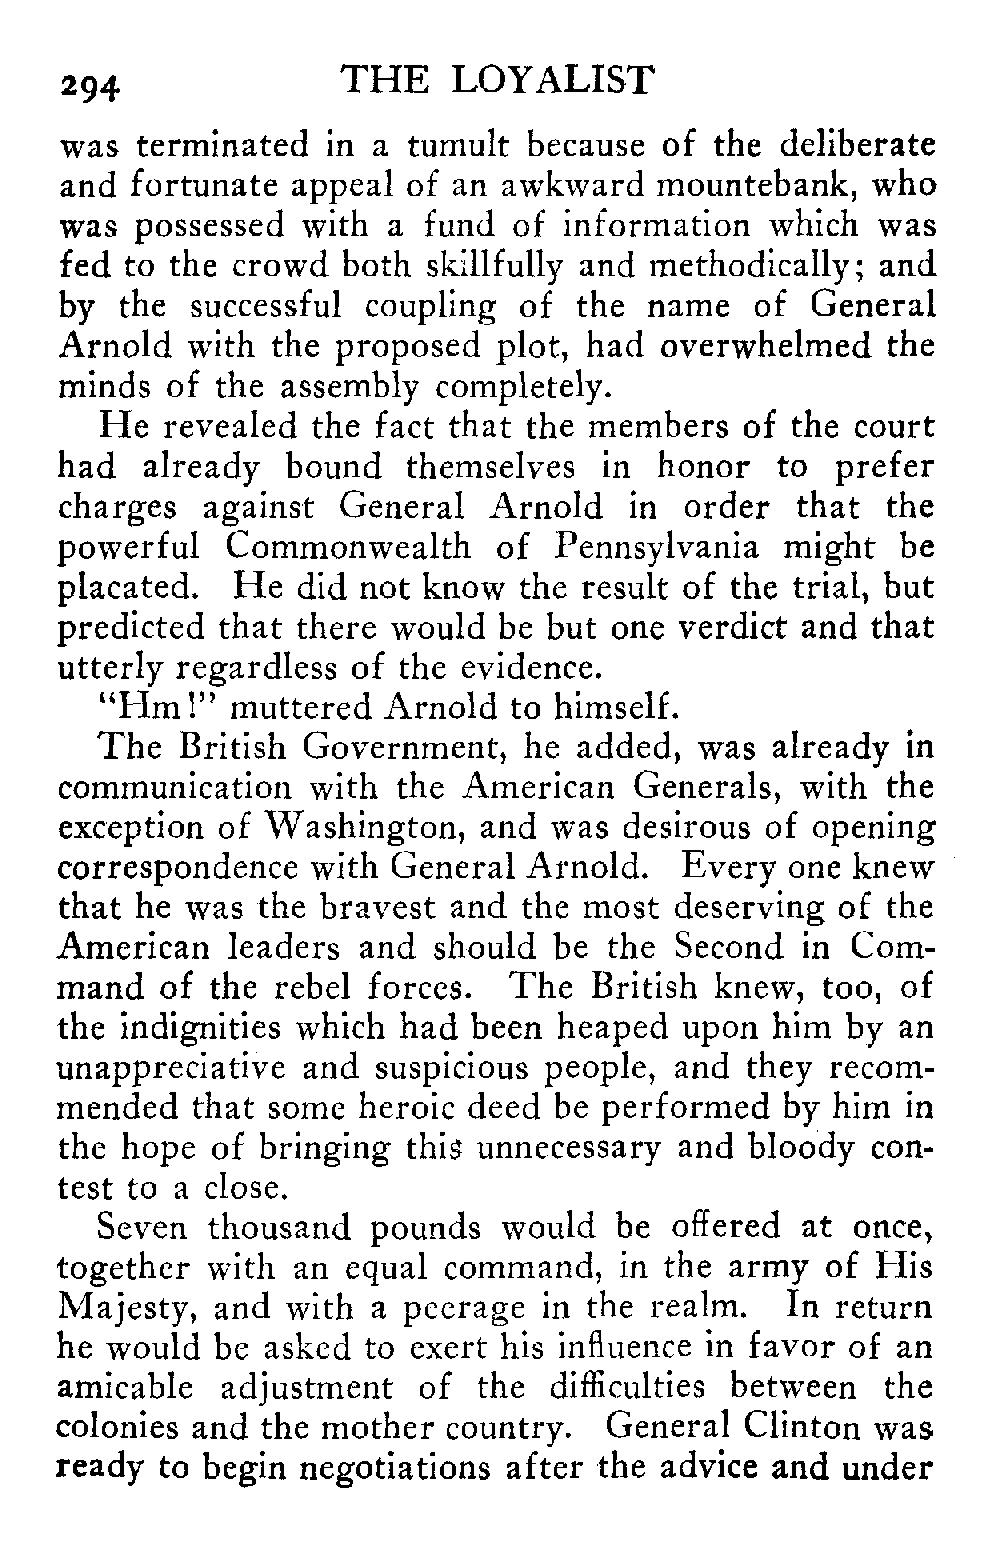 294 THE LOYALIST
was terminated in a tumult because of the deliberate
and fortunate appeal of an awkward mountebank, who
was possessed with a fund of information which was
fed to the crowd both skillfully and methodically; and
by the successful coupling of the name of General
Arnold with the proposed plot, had overwhelmed the
minds of the assembly completely.
He revealed the fact that the members of the court
had already bound themselves in honor to prefer
charges against General Arnold in order that the
powerful Commonwealth of Pennsylvania might be
placated. He did not know the result of the trial, but
predicted that there would be but one verdict and that
utterly regardless of the evidence.
"Hm!" muttered Arnold to himself.
The British Government, he added, was already in
communication with the American Generals, with the
exception of Washington, and was desirous of opening
correspondence with General Arnold. Every one knew
that he was the bravest and the most deserving of the
American leaders and should be the Second in Com-
mand of the rebel forces. The British knew, too, of
the indignities which had been heaped upon him by an
unappreciative and suspicious people, and they recom-
mended that some heroic deed be performed by him in
the hope of bringing this unnecessary and bloody con-
test to a close.
Seven thousand pounds would be offered at once,
together with an equal command, in the army of His
Majesty, and with a peerage in the realm. In return
he would be asked to exert his influence in favor of an
amicable adjustment of the difficulties between the
colonies and the mother country. General Clinton was
ready to begin negotiations after the advice and under